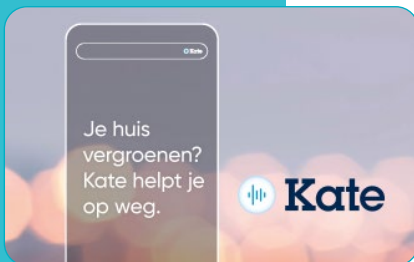 Kate
Je huis
vergroenen?
Kate helpt je
op weg.
Kate